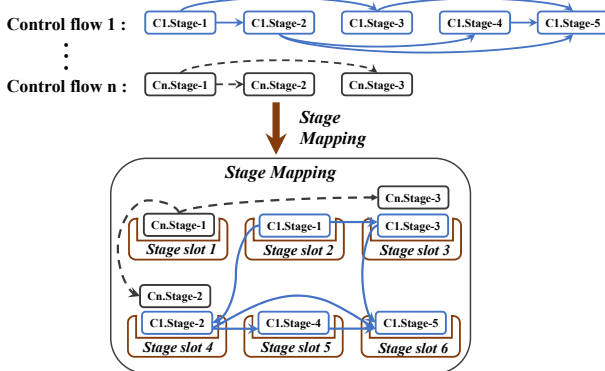 Control flow 1 : C1.Stage-1 C1.Stage-2 C1.Stage-3 C1.Stage-4 C1.Stage-5
Control flow n : Cn.Stage-1 Cn.Stage-2 Cn.Stage-3
Stage
Mapping
Stage Mapping
Cn.Stage-3
Cn.Stage-1 C1.Stage-1 C1.Stage-3
Stage slot 1 Stage slot 2 Stage slot 3
Cn.Stage-2
C1.Stage-2 C1.Stage-4 C1.Stage-5
Stage slot 4 Stage slot 5 Stage slot 6